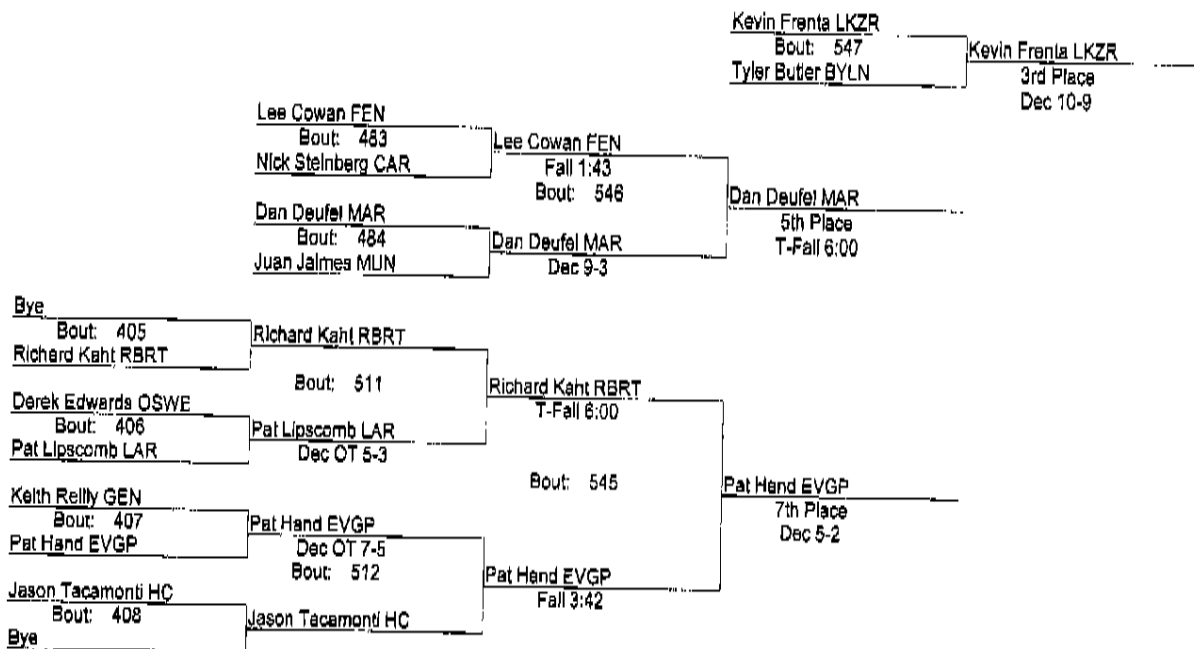 Kevin Frenta LKZR
Bout: 547
Tyler Butler BYLN
Kevin Frenta LKZR
3rd Place
Dec 10-9
Lee Cowan FEN
Bout: 483
Nick Steinberg CAR
Lee Cowan FEN
Fall 1:43
Bout: 546
Dan Deufel MAR
Bout: 484
Juan Jaimes MUN
Dan Deufel MAR
Dec 9-3
Dan Deufel MAR
5th Place
T-Fall 6:00
Bye
Bout: 405
Richard Kaht RBRT
Richard Kaht RBRT
Bout: 511
Derek Edwards OSWE
Bout: 406
Pat Lipscomb LAR
Pat Lipscomb LAR
Dec OT 5-3
Richard Kaht RBRT
T-Fall 6:00
Bout: 545
Keith Reilly GEN
Bout: 407
Pat Hand EVGP
Pat Hand EVGP
Dec OT 7-5
Bout: 512
Jason Tacamonti HC
Bout: 408
Bye
Jason Tacamonti HC
Pat Hand EVGP
Fall 3:42
Pat Hand EVGP
7th Place
Dec 5-2